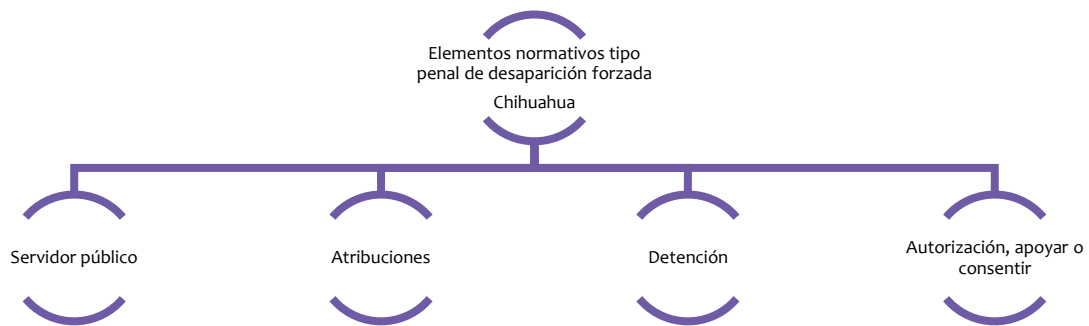 Elementos normativos tipo
penal de desaparición forzada
Chihuahua
Servidor público
Atribuciones
Detención
Autorización, apoyar o
consentir